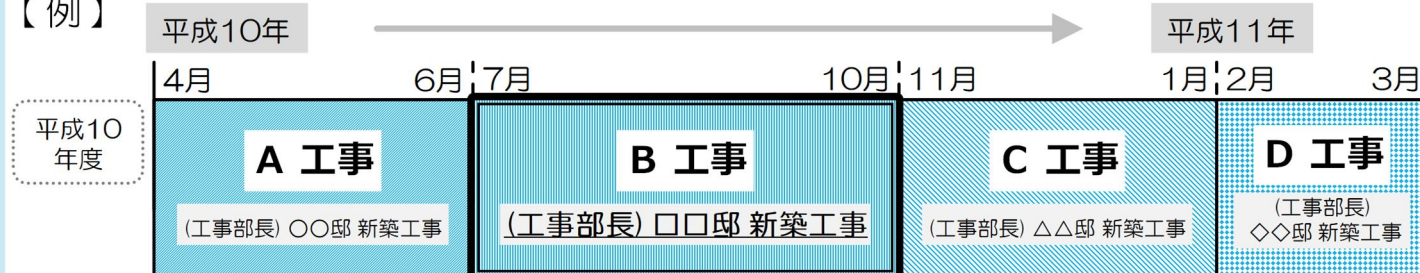 【例】
平成10年 平成11年
4月 6月 7月 10月 11月 1月 2月 3月
平成10
年度
A 工事 B 工事 C 工事 D 工事
(工事部長) 〇〇邸 新築工事 (工事部長) □□邸 新築工事 (工事部長) △△邸 新築工事 (工事部長)
◇◇邸 新築工事